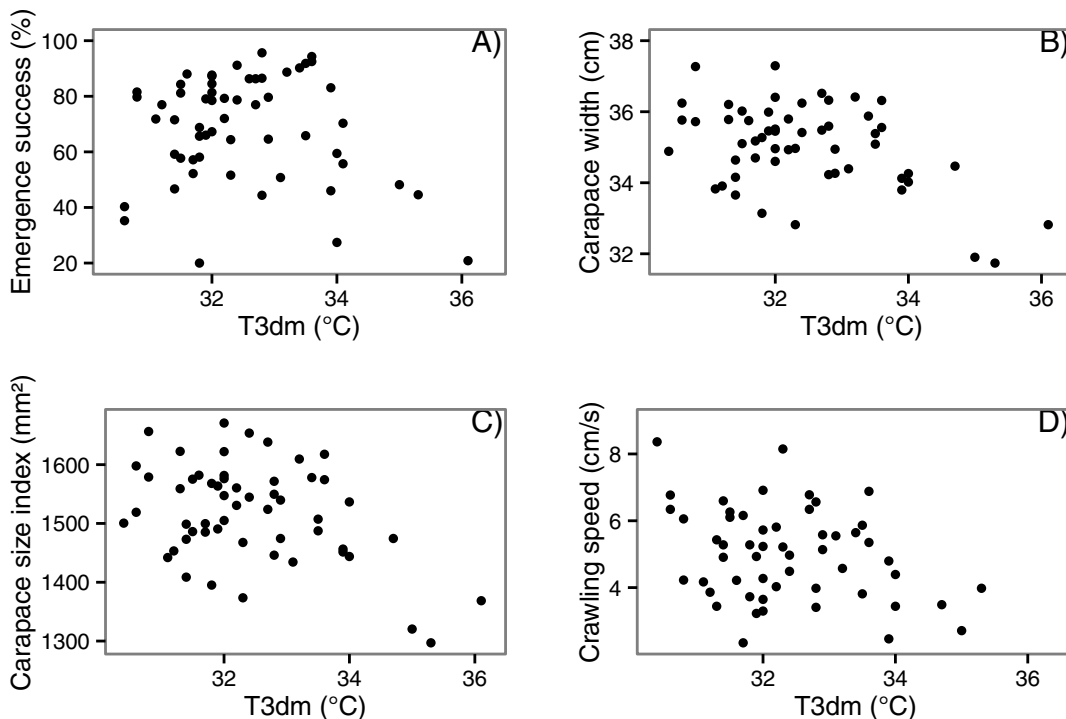 A)
Emergence success (%)
100
80
60
40
20
32
34
36
T3dm (°C)
B)
Carapace width (cm)
38
36
34
32
32
34
36
T3dm (°C)
C)
Carapace size index (mm²)
1600
1500
1400
1300
32
34
36
T3dm (°C)
D)
Crawling speed (cm/s)
8
6
4
32
34
36
T3dm (°C)